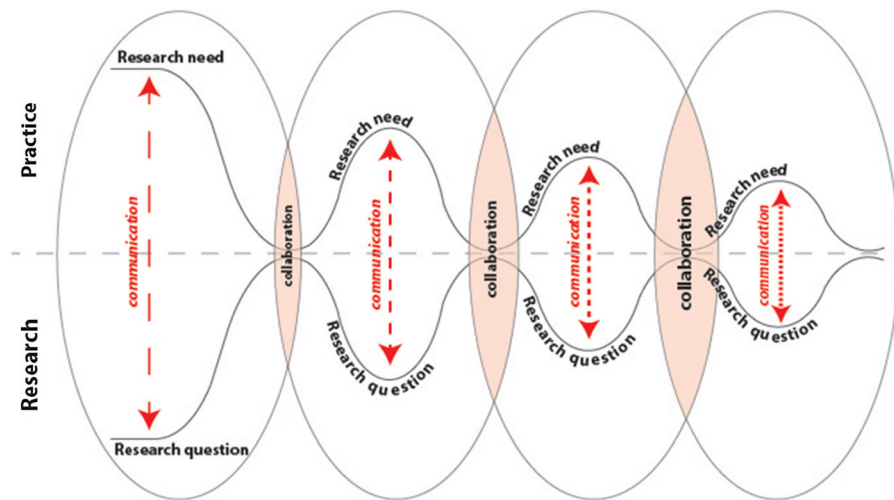 Practice
Research
Research need
communication
Research question
collaboration
Research need
communication
Research question
collaboration
Research need
communication
Research question
collaboration
Research need
communication
Research question